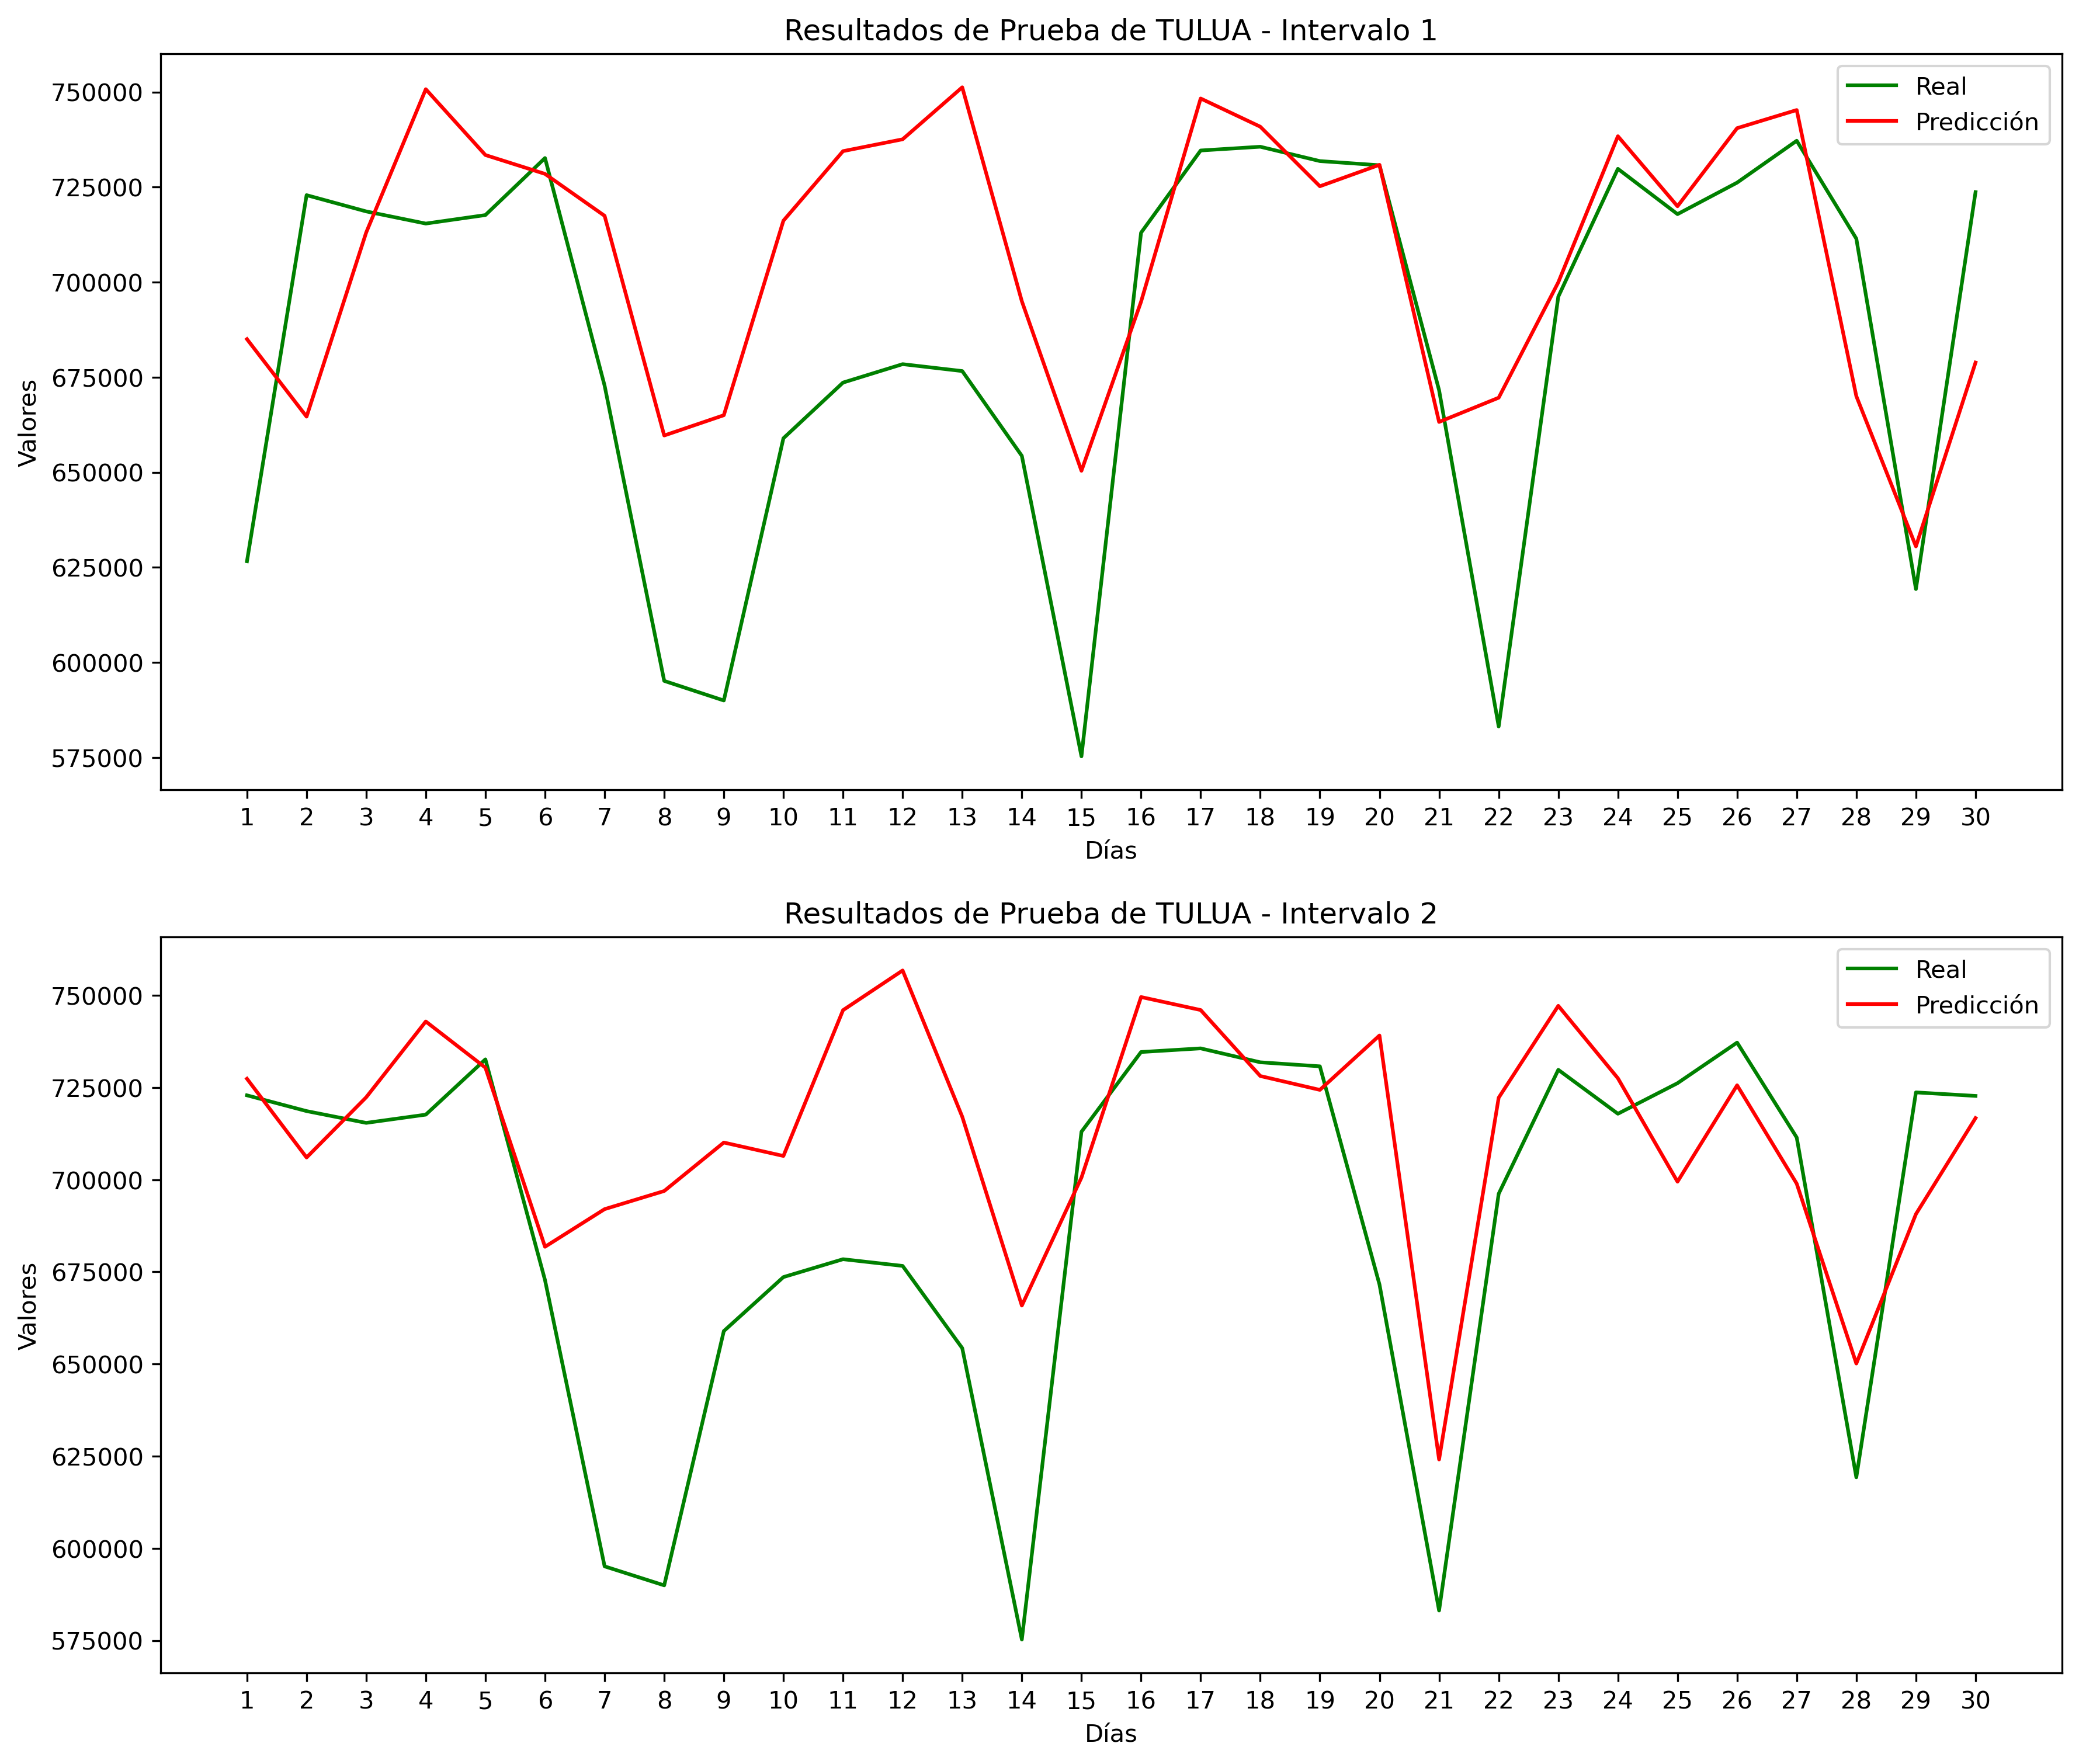 Resultados de Prueba de TULUA - Intervalo 1
Real
Predicción
750000
725000
700000
675000
650000
625000
600000
575000
Valores
1 2 3 4 5 6 7 8 9 10 11 12 13 14 15 16 17 18 19 20 21 22 23 24 25 26 27 28 29 30
Días
Resultados de Prueba de TULUA - Intervalo 2
Real
Predicción
750000
725000
700000
675000
650000
625000
600000
575000
Valores
1 2 3 4 5 6 7 8 9 10 11 12 13 14 15 16 17 18 19 20 21 22 23 24 25 26 27 28 29 30
Días